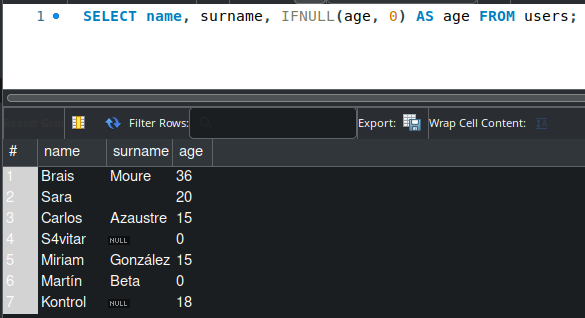 1 SELECT name, surname, IFNULL(age, 0) AS age FROM users;
Filter Rows: Export: Wrap Cell Content:
# name surname age
1 Brais Moure 36
2 Sara 20
3 Carlos Azaustre 15
4 S4vitar NULL 0
5 Miriam González 15
6 Martín Beta 0
7 Kontrol NULL 18